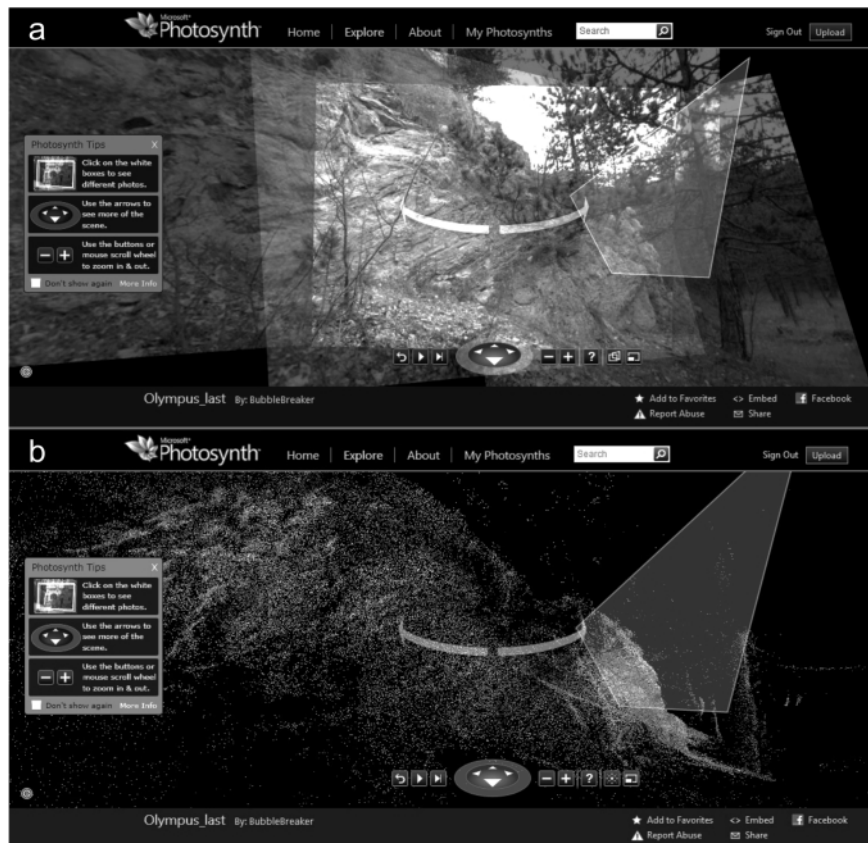 a
Microsoft®
Photosynth™
Home | Explore | About | My Photosynths
Search
Sign Out
Upload
Photosynth Tips X
Click on the white
boxes to see
different photos.
Use the arrows to
see more of the
scene.
Use the buttons or
mouse scroll wheel
to zoom in & out.
Don't show again More Info
Olympus_last By: BubbleBreaker
Add to Favorites <> Embed Facebook
Report Abuse Share
b
Microsoft®
Photosynth™
Home | Explore | About | My Photosynths
Search
Sign Out
Upload
Photosynth Tips X
Click on the white
boxes to see
different photos.
Use the arrows to
see more of the
scene.
Use the buttons or
mouse scroll wheel
to zoom in & out.
Don't show again More Info
Olympus_last By: BubbleBreaker
Add to Favorites <> Embed Facebook
Report Abuse Share